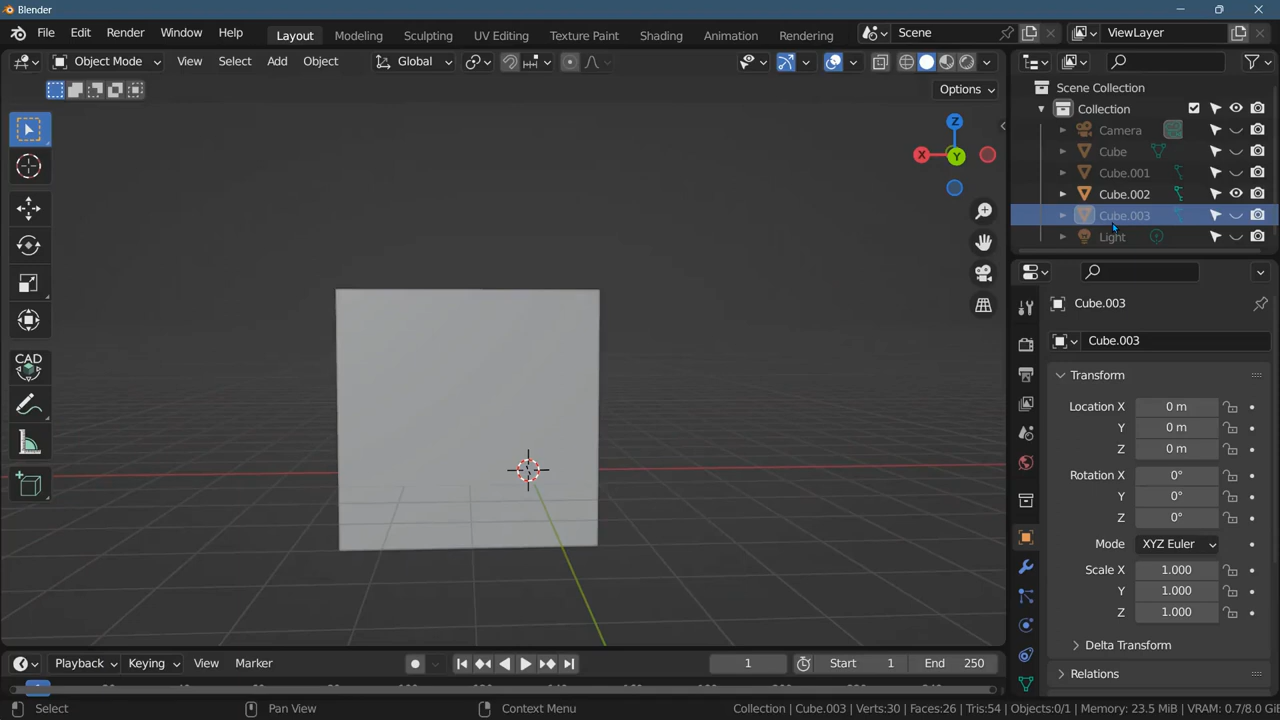 Blender
File Edit Render Window Help Layout Modeling Sculpting UV Editing Texture Paint Shading Animation Rendering Scene ViewLayer
Object Mode View Select Add Object Global
Options
Scene Collection
Collection
Camera
Cube
Cube.001
Cube.002
Cube.003
Light
Z
X
Y
CAD
Cube.003
Cube.003
Transform
Location X 0 m
Y 0 m
Z 0 m
Rotation X 0°
Y 0°
Z 0°
Mode XYZ Euler
Scale X 1.000
Y 1.000
Z 1.000
Delta Transform
Relations
Playback Keying View Marker 1 Start 1 End 250
Select Pan View Context Menu Collection | Cube.003 | Verts:30 | Faces:26 | Tris:54 | Objects:0/1 | Memory: 23.5 MiB | VRAM: 0.7/8.0 Gi